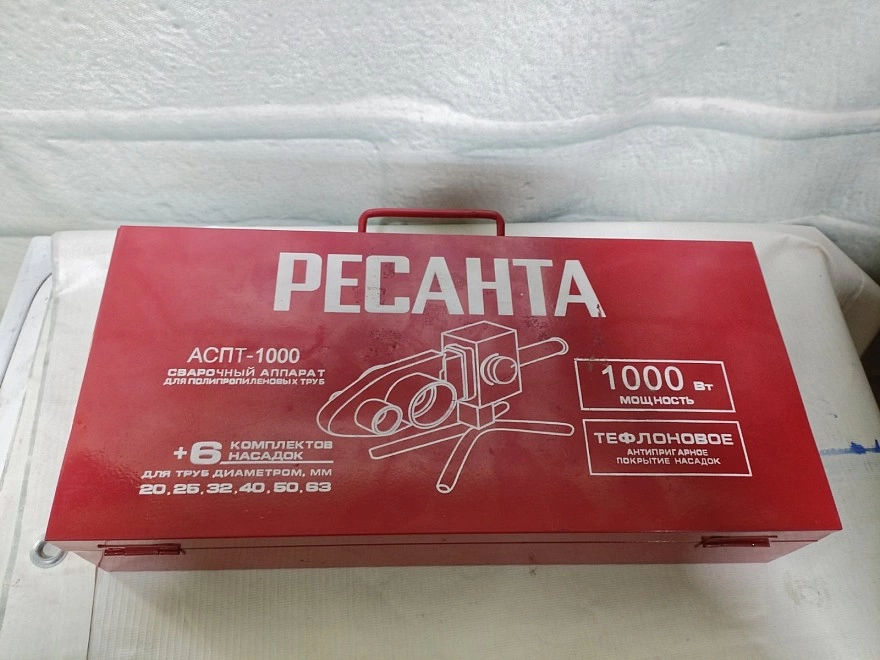 РЕСАНТА
АСПТ-1000
СВАРОЧНЫЙ АППАРАТ
ДЛЯ ПОЛИПРОПИЛЕНОВЫХ ТРУБ
+6 КОМПЛЕКТОВ
НАСАДОК
ДЛЯ ТРУБ ДИАМЕТРОМ, ММ
20, 25, 32, 40, 50, 63
1000 Вт
МОЩНОСТЬ
ТЕФЛОНОВОЕ
АНТИПРИГАРНОЕ
ПОКРЫТИЕ НАСАДОК